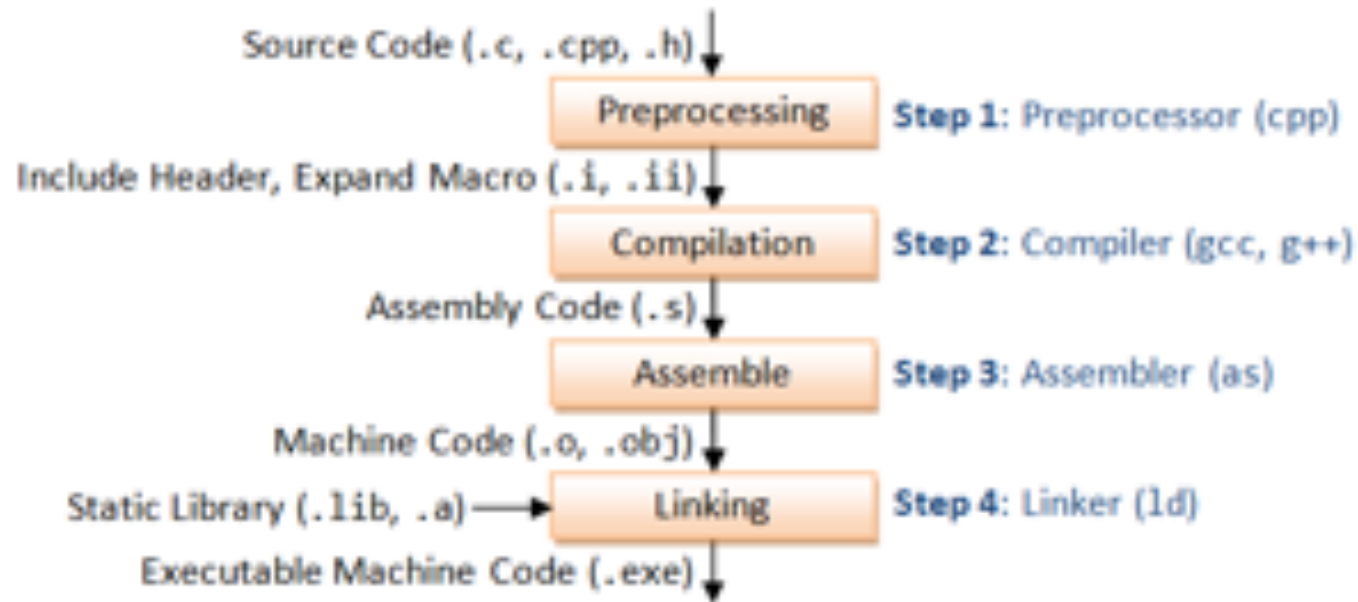 Source Code (.c, .cpp, .h)
Preprocessing
Step 1: Preprocessor (cpp)
Include Header, Expand Macro (.i, .ii)
Compilation
Step 2: Compiler (gcc, g++)
Assembly Code (.s)
Assemble
Step 3: Assembler (as)
Machine Code (.o, .obj)
Static Library (.lib, .a)
Linking
Step 4: Linker (ld)
Executable Machine Code (.exe)